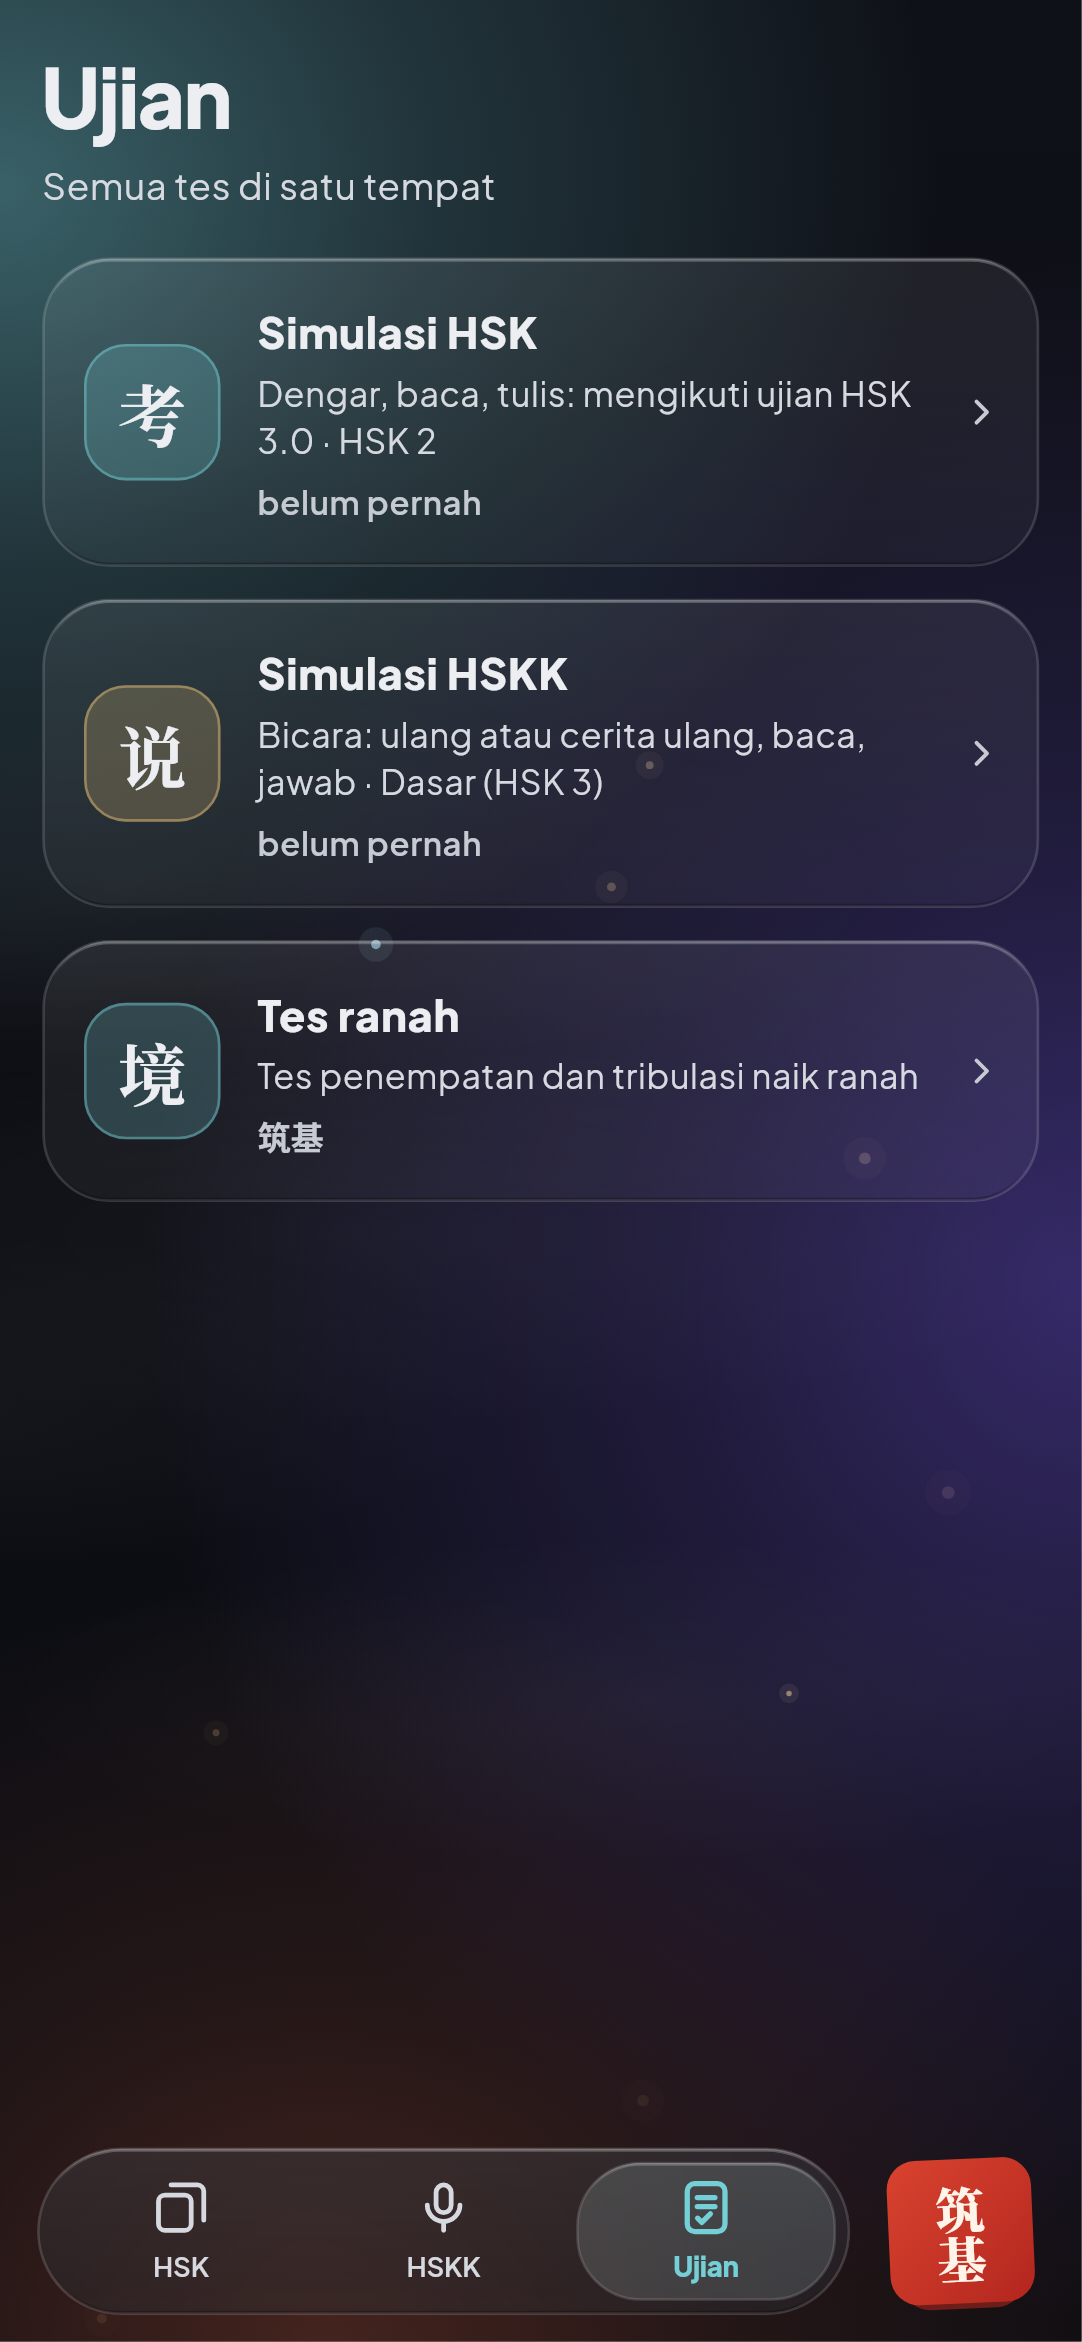 Ujian
Semua tes di satu tempat
考
Simulasi HSK
Dengar, baca, tulis: mengikuti ujian HSK
3.0 · HSK 2
belum pernah
说
Simulasi HSKK
Bicara: ulang atau cerita ulang, baca,
jawab · Dasar (HSK 3)
belum pernah
境
Tes ranah
Tes penempatan dan tribulasi naik ranah
筑基
HSK
HSKK
Ujian
筑
基